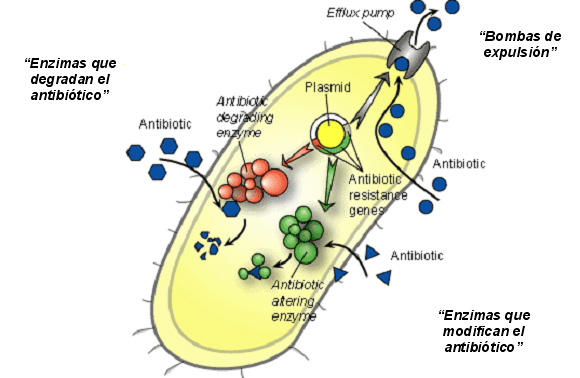 Efflux pump
“Bombas de
expulsión”
“Enzimas que
degradan el
antibiótico”
Plasmid
Antibiotic
degrading
enzyme
Antibiotic
Antibiotic
Antibiotic
resistance
genes
Antibiotic
Antibiotic
altering
enzyme
“Enzimas que
modifican el
antibiótico”